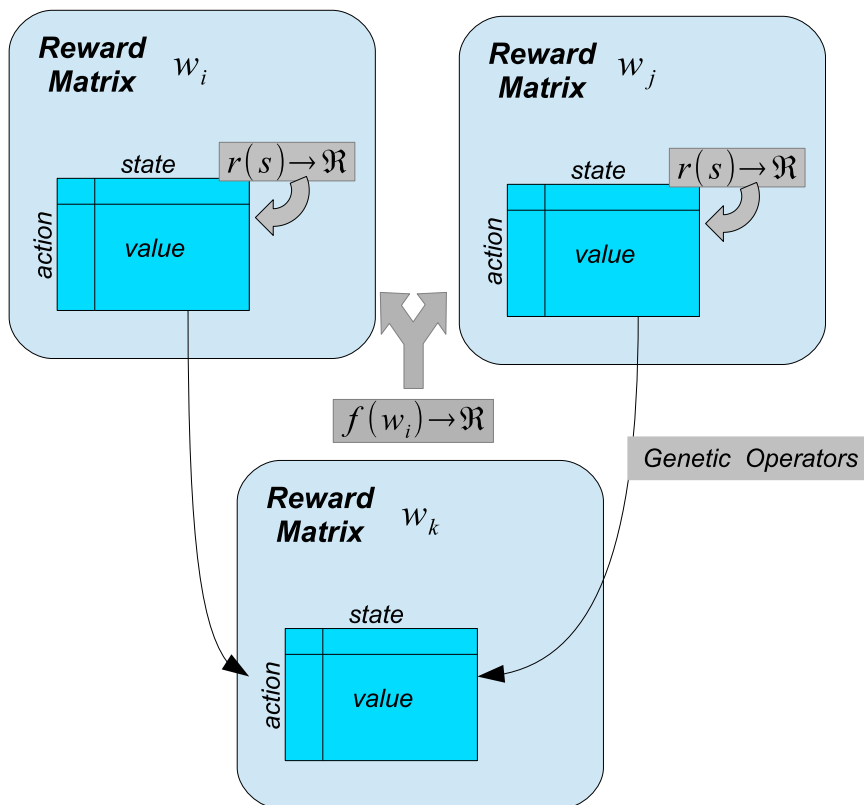 Reward
Matrix
w_i
r(s)→ℜ
state
action
value
Reward
Matrix
w_j
r(s)→ℜ
state
action
value
f(w_i)→ℜ
Genetic Operators
Reward
Matrix
w_k
state
action
value